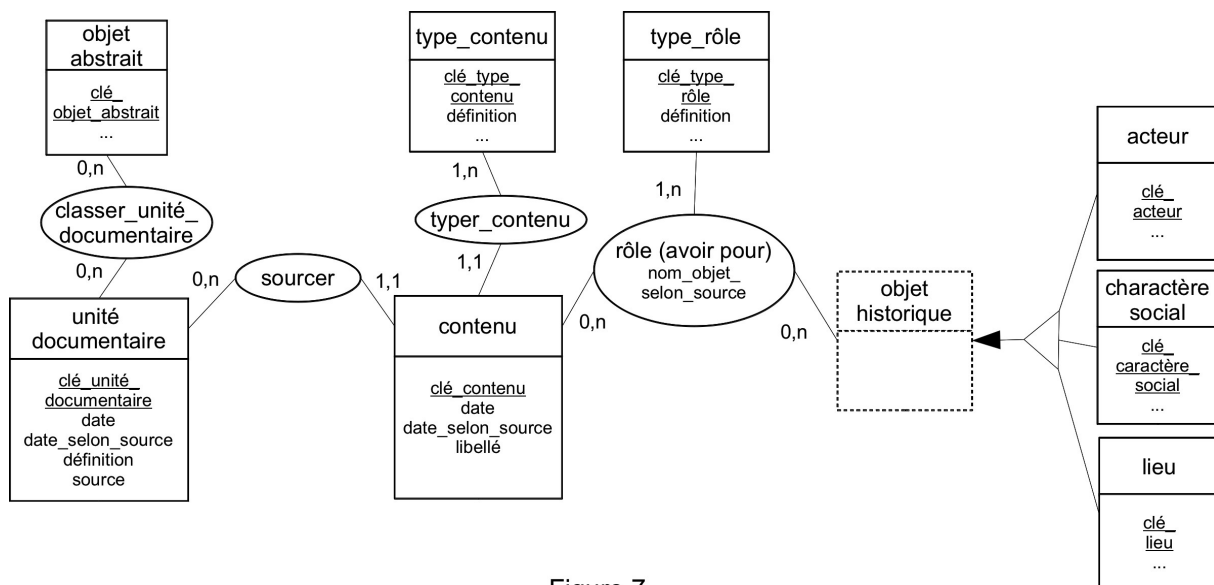 objet
abstrait
clé_
objet_abstrait
...
type_contenu
clé_type_
contenu
définition
...
type_rôle
clé_type_
rôle
définition
...
acteur
clé_
acteur
...
0,n
classer_unité_
documentaire
0,n
1,n
typer_contenu
1,1
1,n
rôle (avoir pour)
nom_objet_
selon_source
0,n
0,n
0,n
sourcer
1,1
unité
documentaire
clé_unité_
documentaire
date
date_selon_source
définition
source
contenu
clé_contenu
date
date_selon_source
libellé
objet
historique
charactère
social
clé_
caractère_
social
...
lieu
clé_
lieu
...
Figure 7